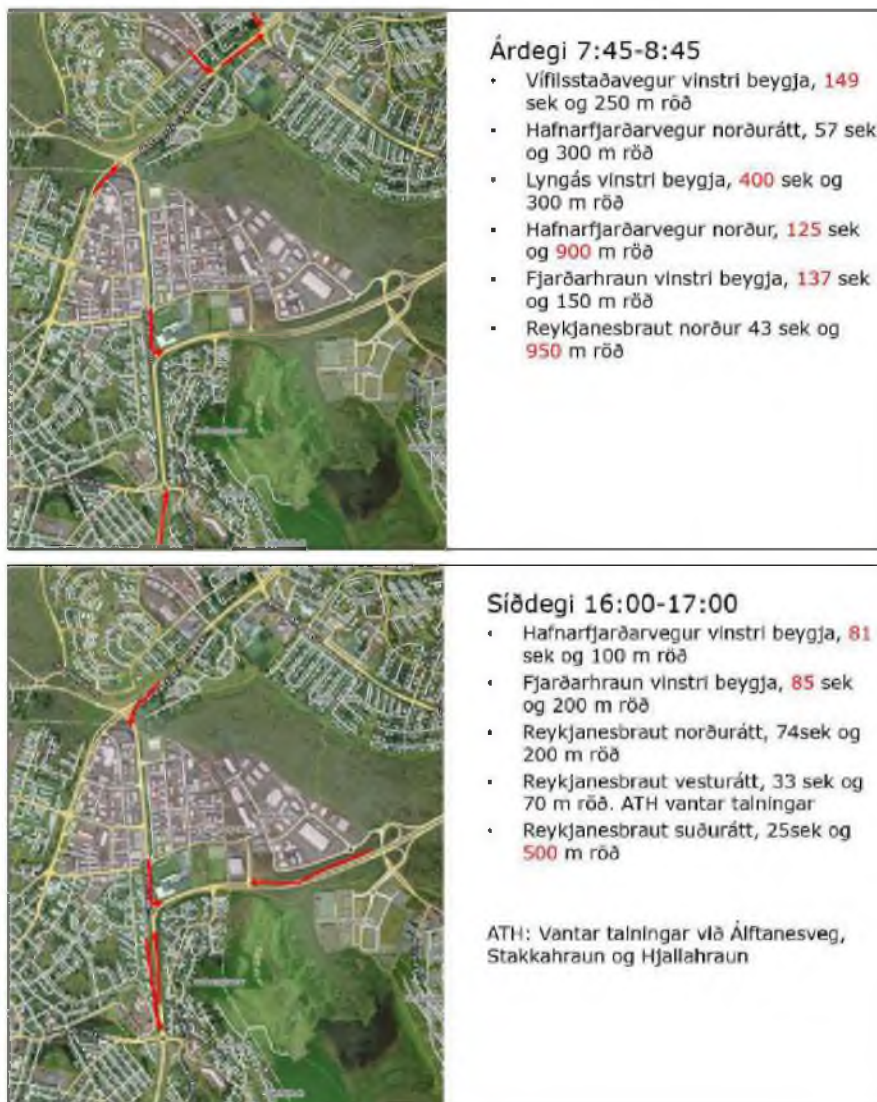 Árdegi 7:45-8:45
• Vífilsstaðavegur vinstri beygja, 149
sek og 250 m röð
• Hafnarfjarðarvegur norðurátt, 57 sek
og 300 m röð
• Lyngás vinstri beygja, 400 sek og
300 m röð
• Hafnarfjarðarvegur norður, 125 sek
og 900 m röð
• Fjarðarhraun vinstri beygja, 137 sek
og 150 m röð
• Reykjanesbraut norður 43 sek og
950 m röð
Síðdegi 16:00-17:00
• Hafnarfjarðarvegur vinstri beygja, 81
sek og 100 m röð
• Fjarðarhraun vinstri beygja, 85 sek
og 200 m röð
• Reykjanesbraut norðurátt, 74sek og
200 m röð
• Reykjanesbraut vesturátt, 33 sek og
70 m röð. ATH vantar talningar
• Reykjanesbraut suðurátt, 25sek og
500 m röð
ATH: Vantar talningar við Álftanesveg,
Stakkahraun og Hjallahraun